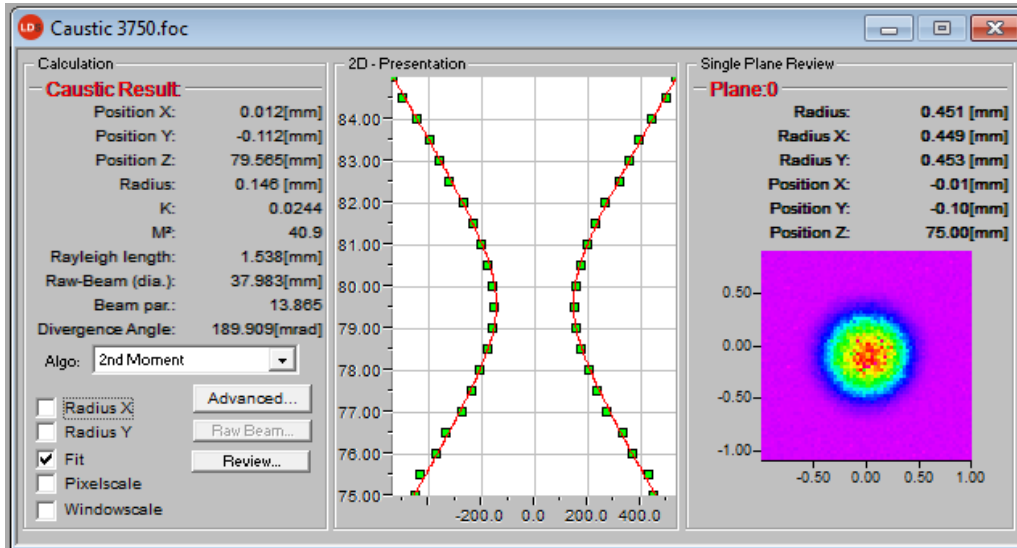 LD
Caustic 3750.foc
Calculation
Caustic Result:
Position X: 0.012[mm]
Position Y: -0.112[mm]
Position Z: 79.565[mm]
Radius: 0.146 [mm]
K: 0.0244
M²: 40.9
Rayleigh length: 1.538[mm]
Raw-Beam (dia.): 37.983[mm]
Beam par.: 13.865
Divergence Angle: 189.909[mrad]
Algo: 2nd Moment
Radius X
Radius Y
Fit
Pixelscale
Windowscale
Advanced...
Raw Beam...
Review...
2D - Presentation
84.00
83.00
82.00
81.00
80.00
79.00
78.00
77.00
76.00
75.00
-200.0 0.0 200.0 400.0
Single Plane Review
Plane:0
Radius: 0.451 [mm]
Radius X: 0.449 [mm]
Radius Y: 0.453 [mm]
Position X: -0.01[mm]
Position Y: -0.10[mm]
Position Z: 75.00[mm]
0.50
0.00
-0.50
-1.00
-0.50 0.00 0.50 1.00